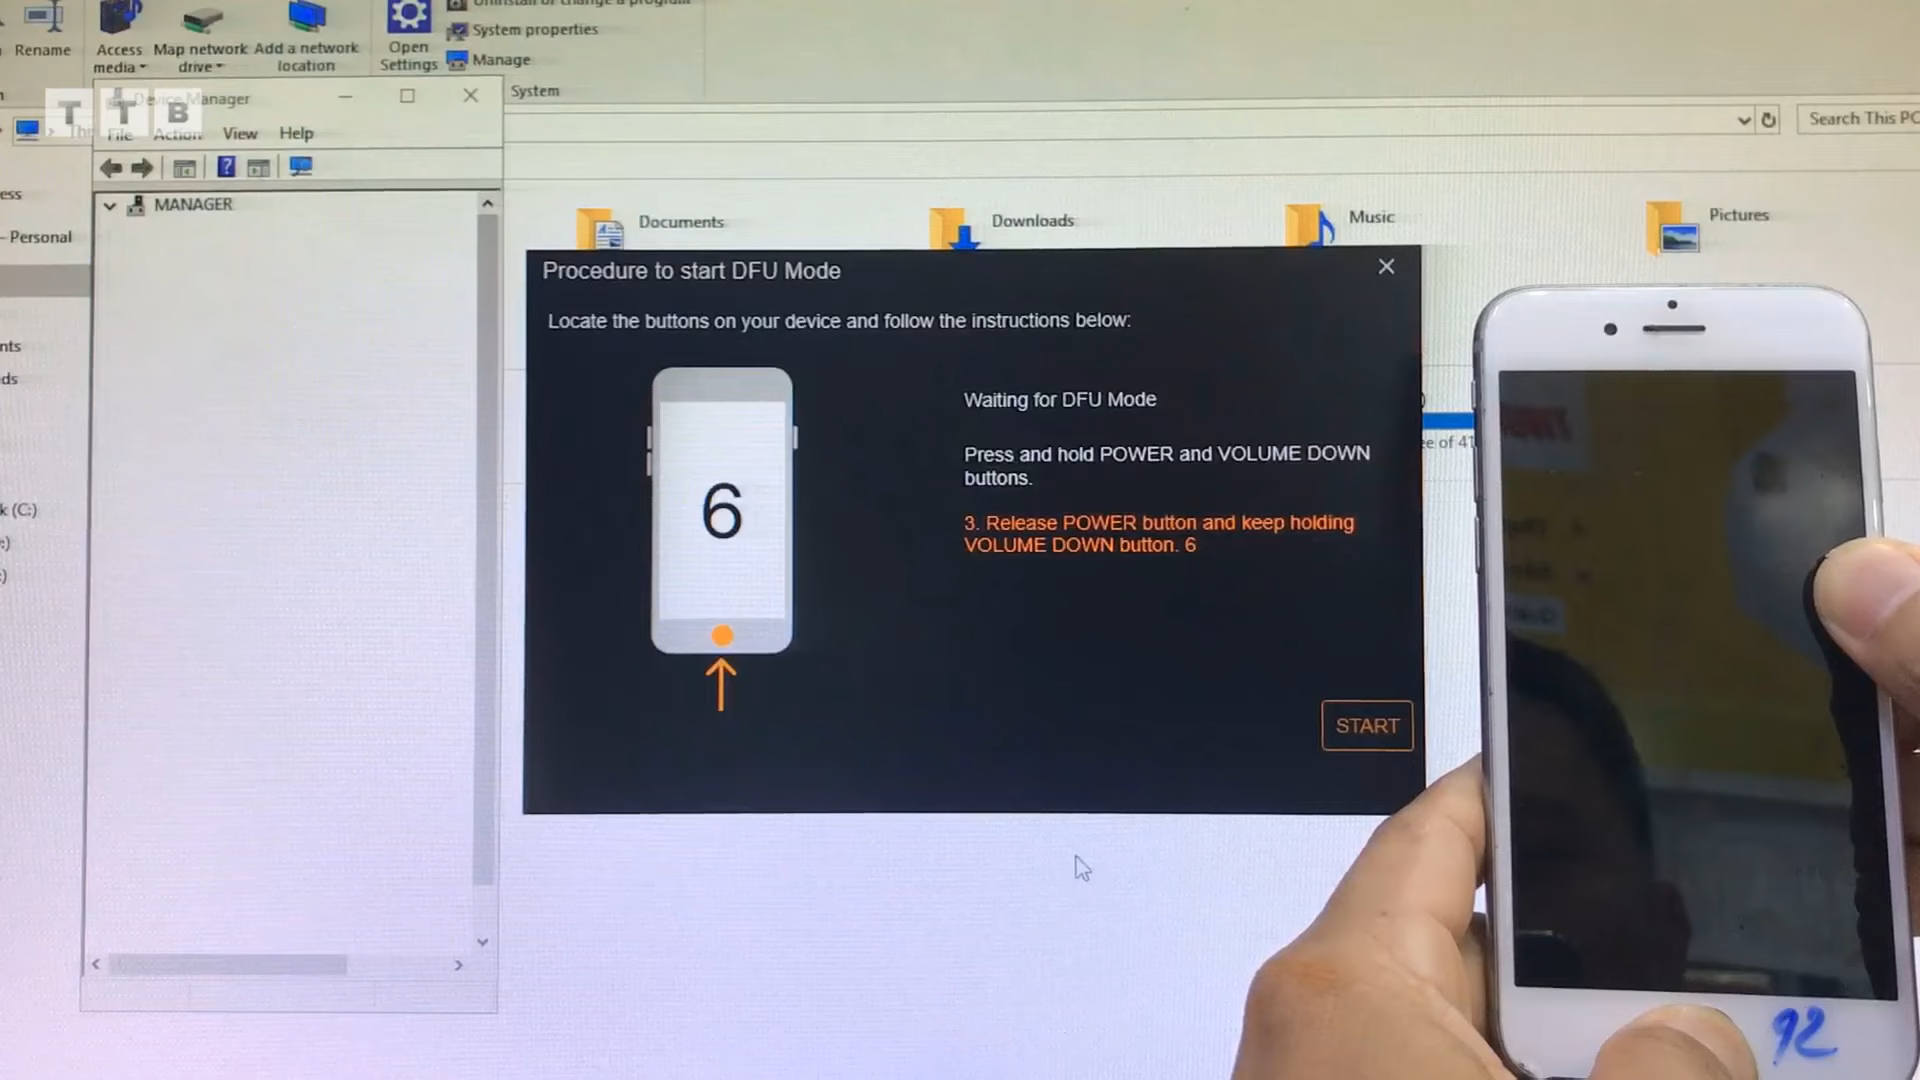 Rename
Access
media
Map network
drive
Add a network
location
Open
Settings
System properties
Manage
System
T T B
Device Manager
File Action View Help
Search This PC
MANAGER
- Personal
Documents
Downloads
Music
Pictures
Procedure to start DFU Mode
Locate the buttons on your device and follow the instructions below:
6
Waiting for DFU Mode
Press and hold POWER and VOLUME DOWN
buttons.
3. Release POWER button and keep holding
VOLUME DOWN button. 6
START
k (C:)
92